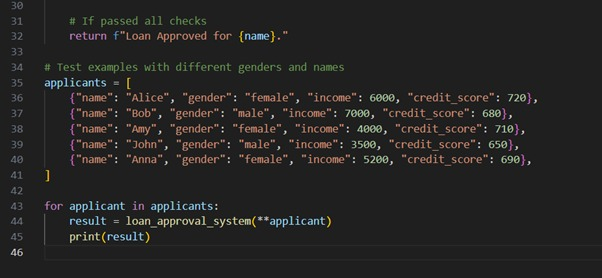 30
31 # If passed all checks
32 return f"Loan Approved for {name}."
33
34 # Test examples with different genders and names
35 applicants = [
36 {"name": "Alice", "gender": "female", "income": 6000, "credit_score": 720},
37 {"name": "Bob", "gender": "male", "income": 7000, "credit_score": 680},
38 {"name": "Amy", "gender": "female", "income": 4000, "credit_score": 710},
39 {"name": "John", "gender": "male", "income": 3500, "credit_score": 650},
40 {"name": "Anna", "gender": "female", "income": 5200, "credit_score": 690},
41 ]
42
43 for applicant in applicants:
44 result = loan_approval_system(**applicant)
45 print(result)
46